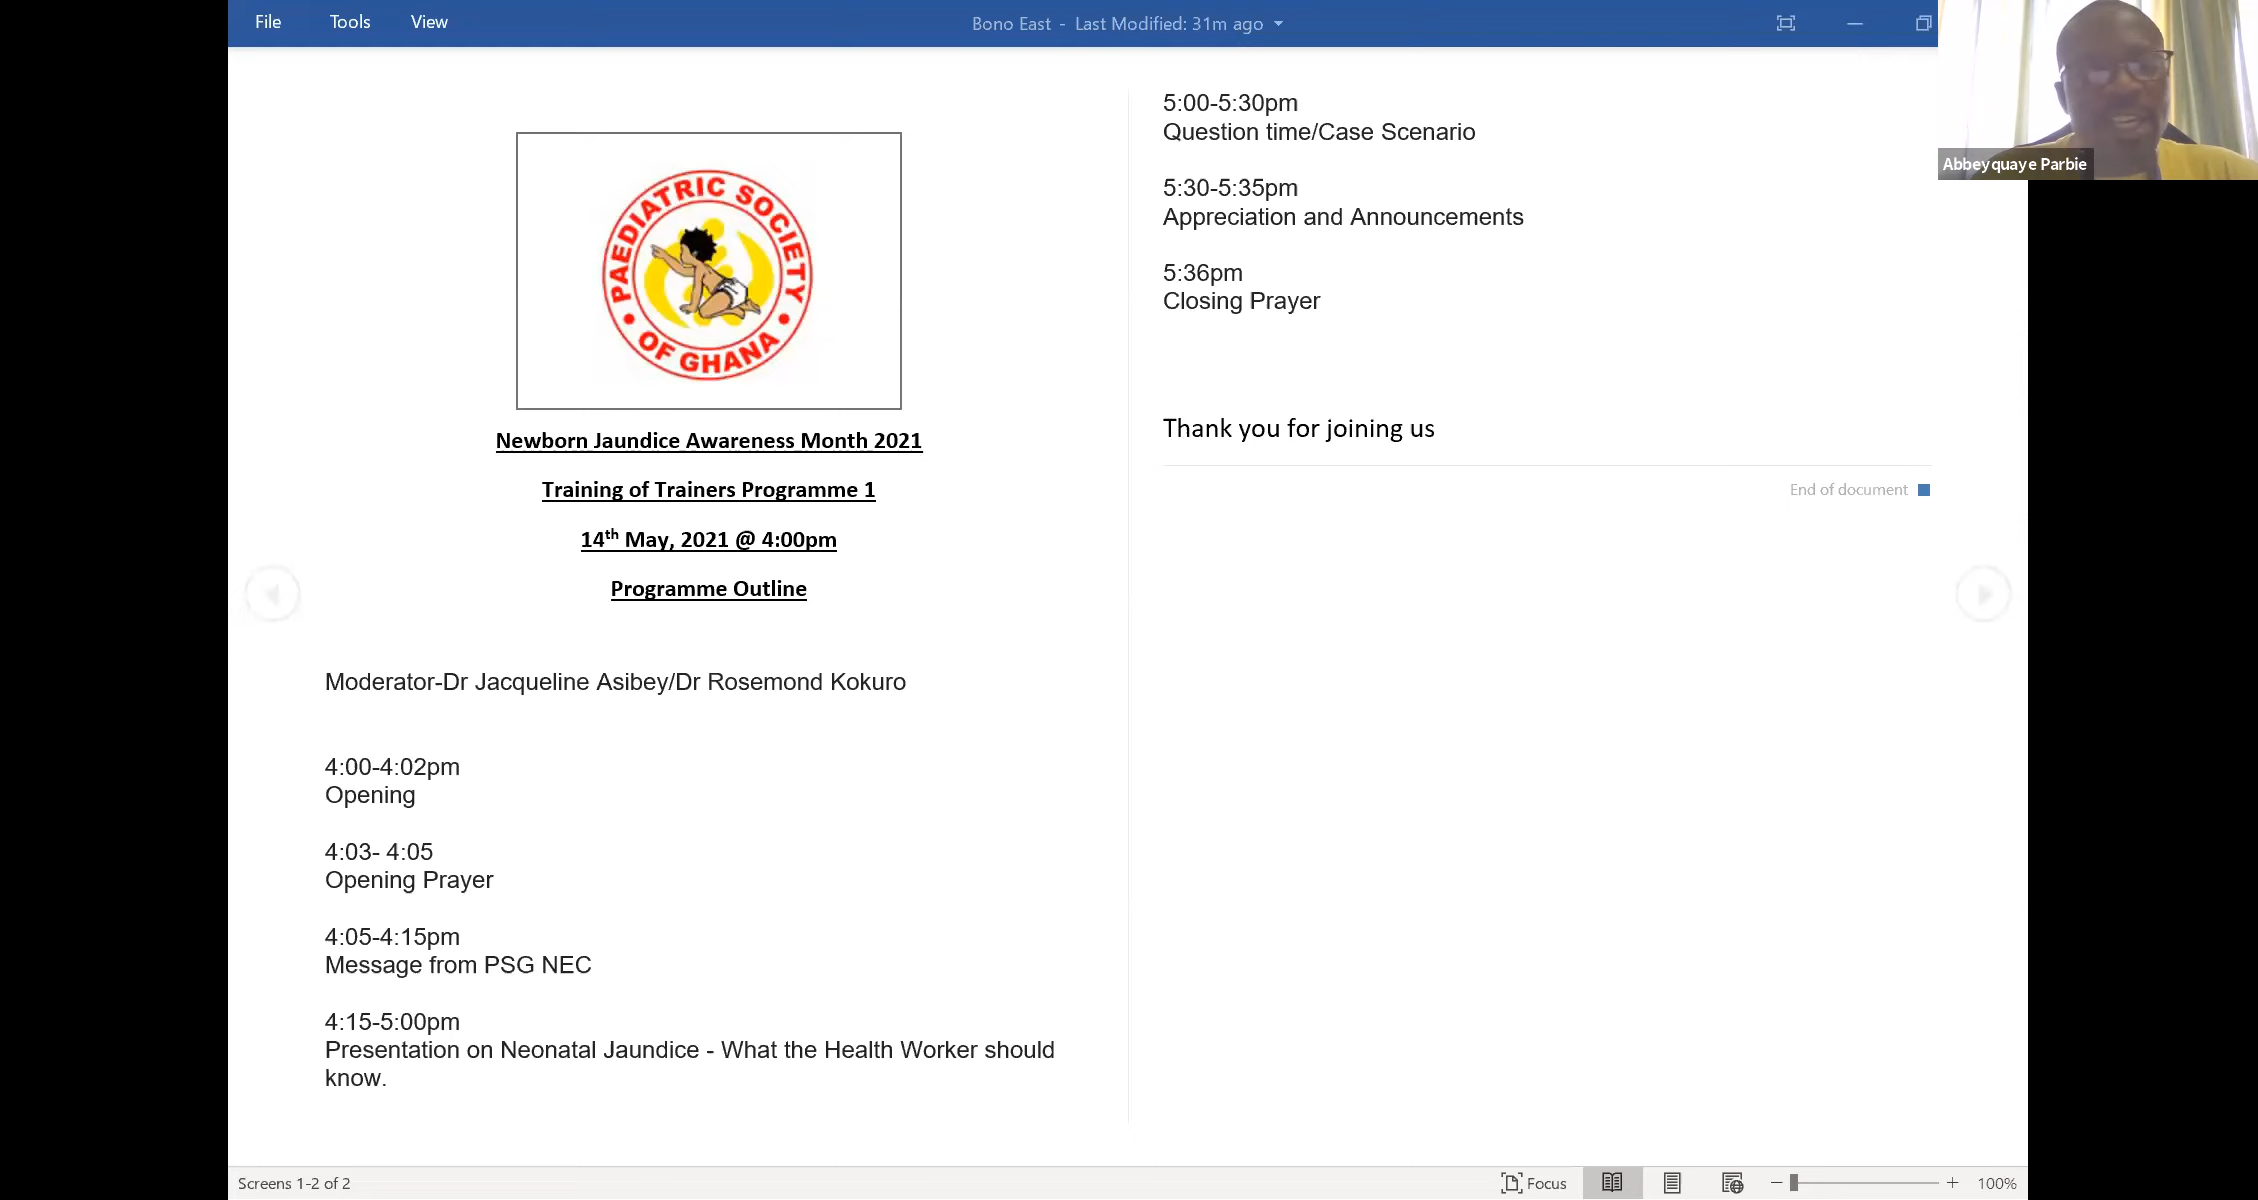 File Tools View
Bono East - Last Modified: 31m ago
Abbeyquaye Parbie
PAEDIATRIC SOCIETY
OF GHANA
Newborn Jaundice Awareness Month 2021
Training of Trainers Programme 1
14th May, 2021 @ 4:00pm
Programme Outline
Moderator-Dr Jacqueline Asibey/Dr Rosemond Kokuro
4:00-4:02pm
Opening
4:03- 4:05
Opening Prayer
4:05-4:15pm
Message from PSG NEC
4:15-5:00pm
Presentation on Neonatal Jaundice - What the Health Worker should
know.
5:00-5:30pm
Question time/Case Scenario
5:30-5:35pm
Appreciation and Announcements
5:36pm
Closing Prayer
Thank you for joining us
End of document
Screens 1-2 of 2
Focus
100%